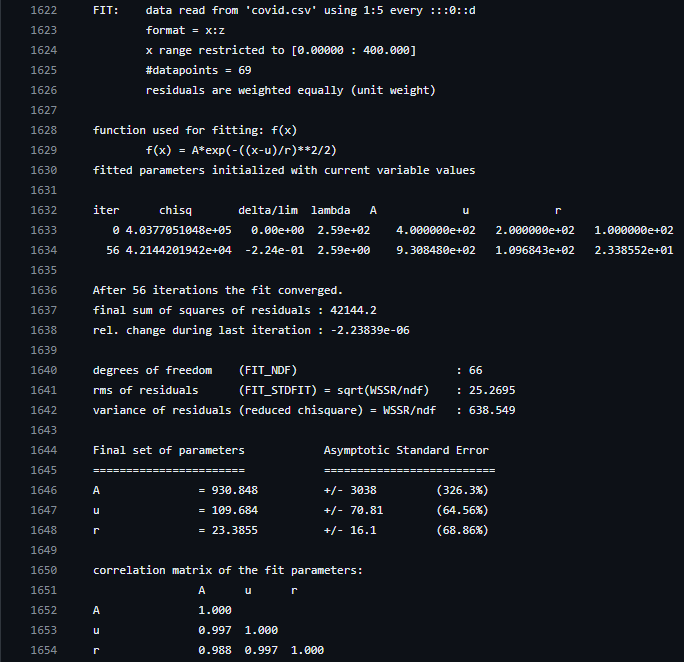 1622 FIT:    data read from 'covid.csv' using 1:5 every :::0::d
1623         format = x:z
1624         x range restricted to [0.00000 : 400.000]
1625         #datapoints = 69
1626         residuals are weighted equally (unit weight)
1627
1628 function used for fitting: f(x)
1629         f(x) = A*exp(-((x-u)/r)**2/2)
1630 fitted parameters initialized with current variable values
1631
1632 iter      chisq       delta/lim  lambda   A             u             r
1633    0 4.0377051048e+05   0.00e+00  2.59e+02    4.000000e+02   2.000000e+02   1.000000e+02
1634   56 4.2144201942e+04  -2.24e-01  2.59e+00    9.308480e+02   1.096843e+02   2.338552e+01
1635
1636 After 56 iterations the fit converged.
1637 final sum of squares of residuals : 42144.2
1638 rel. change during last iteration : -2.23839e-06
1639
1640 degrees of freedom    (FIT_NDF)                        : 66
1641 rms of residuals      (FIT_STDFIT) = sqrt(WSSR/ndf)    : 25.2695
1642 variance of residuals (reduced chisquare) = WSSR/ndf   : 638.549
1643
1644 Final set of parameters            Asymptotic Standard Error
1645 =======================            ==========================
1646 A               = 930.848          +/- 3038         (326.3%)
1647 u               = 109.684          +/- 70.81        (64.56%)
1648 r               = 23.3855          +/- 16.1         (68.86%)
1649
1650 correlation matrix of the fit parameters:
1651                 A      u      r
1652 A               1.000
1653 u               0.997  1.000
1654 r               0.988  0.997  1.000